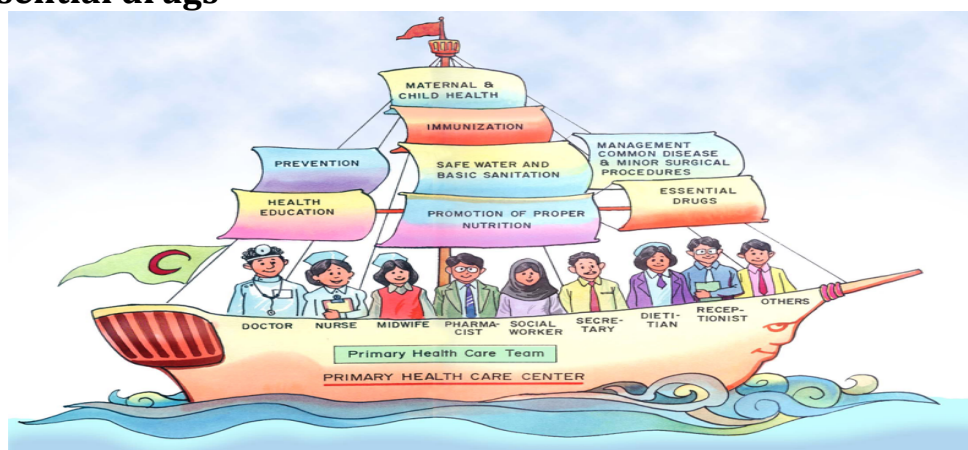 MATERNAL &
CHILD HEALTH
IMMUNIZATION
PREVENTION
SAFE WATER AND
BASIC SANITATION
MANAGEMENT
COMMON DISEASE
& MINOR SURGICAL
PROCEDURES
HEALTH
EDUCATION
PROMOTION OF PROPER
NUTRITION
ESSENTIAL
DRUGS
DOCTOR
NURSE
MIDWIFE
PHARMA-
CIST
SOCIAL
WORKER
SECRE-
TARY
DIETI-
TIAN
RECEP-
TIONIST
OTHERS
Primary Health Care Team
PRIMARY HEALTH CARE CENTER